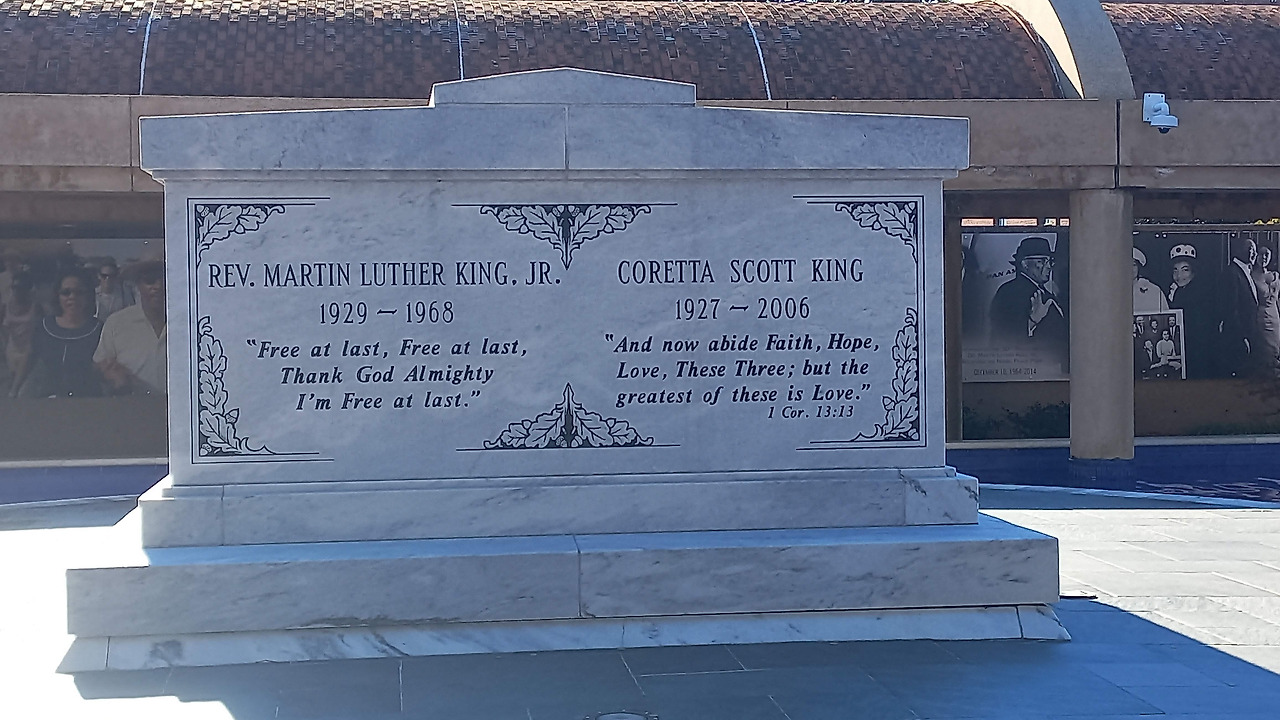 REV. MARTIN LUTHER KING, JR.
1929 ~ 1968
"Free at last, Free at last,
Thank God Almighty
I'm Free at last."
CORETTA SCOTT KING
1927 ~ 2006
"And now abide Faith, Hope,
Love, These Three; but the
greatest of these is Love."
1 Cor. 13:13
PAN AM